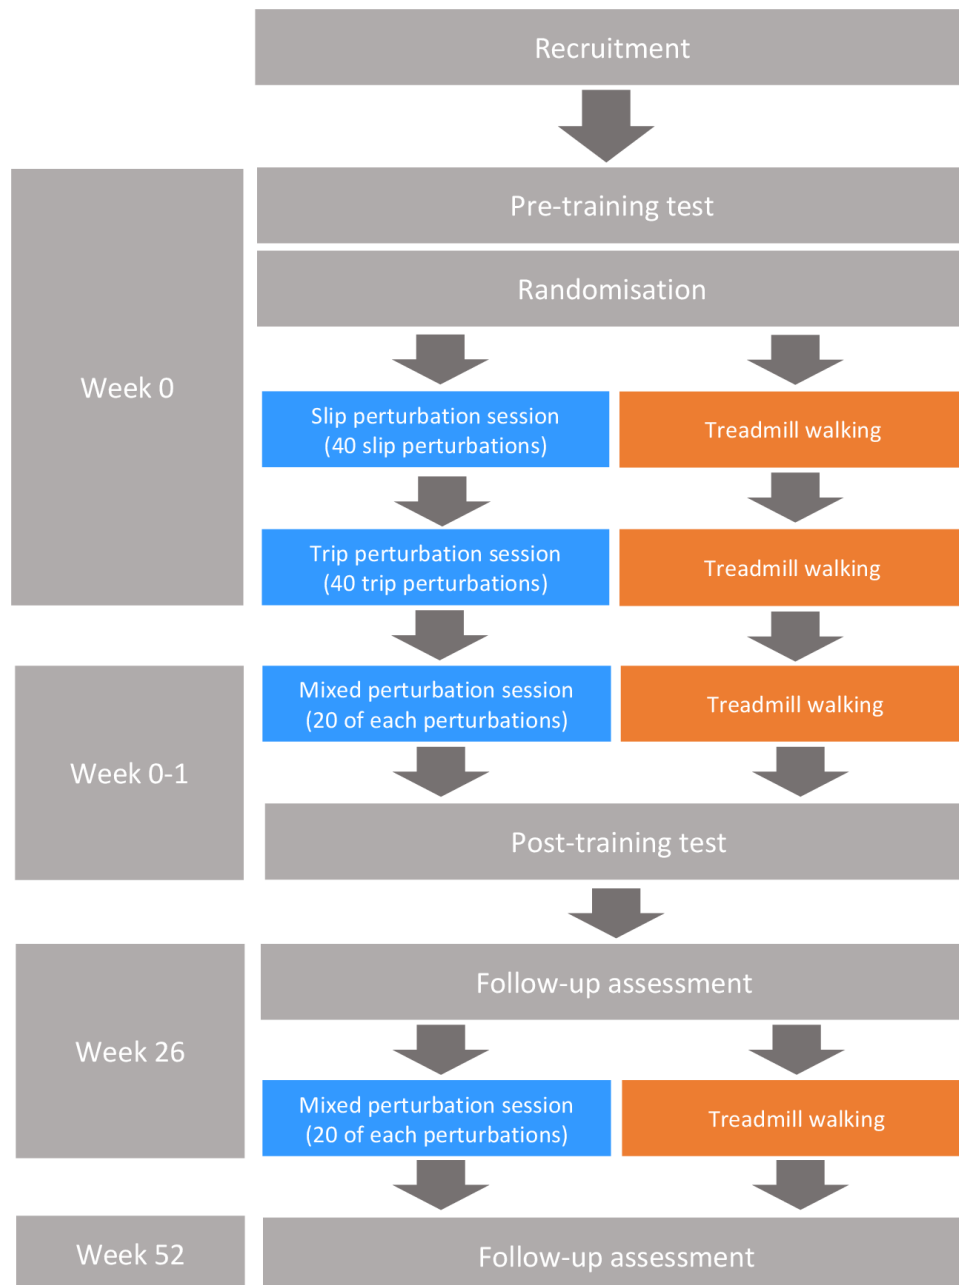 Recruitment
Pre-training test
Randomisation
Week 0
Slip perturbation session
(40 slip perturbations)
Treadmill walking
Trip perturbation session
(40 trip perturbations)
Treadmill walking
Week 0-1
Mixed perturbation session
(20 of each perturbations)
Treadmill walking
Post-training test
Week 26
Follow-up assessment
Mixed perturbation session
(20 of each perturbations)
Treadmill walking
Week 52
Follow-up assessment